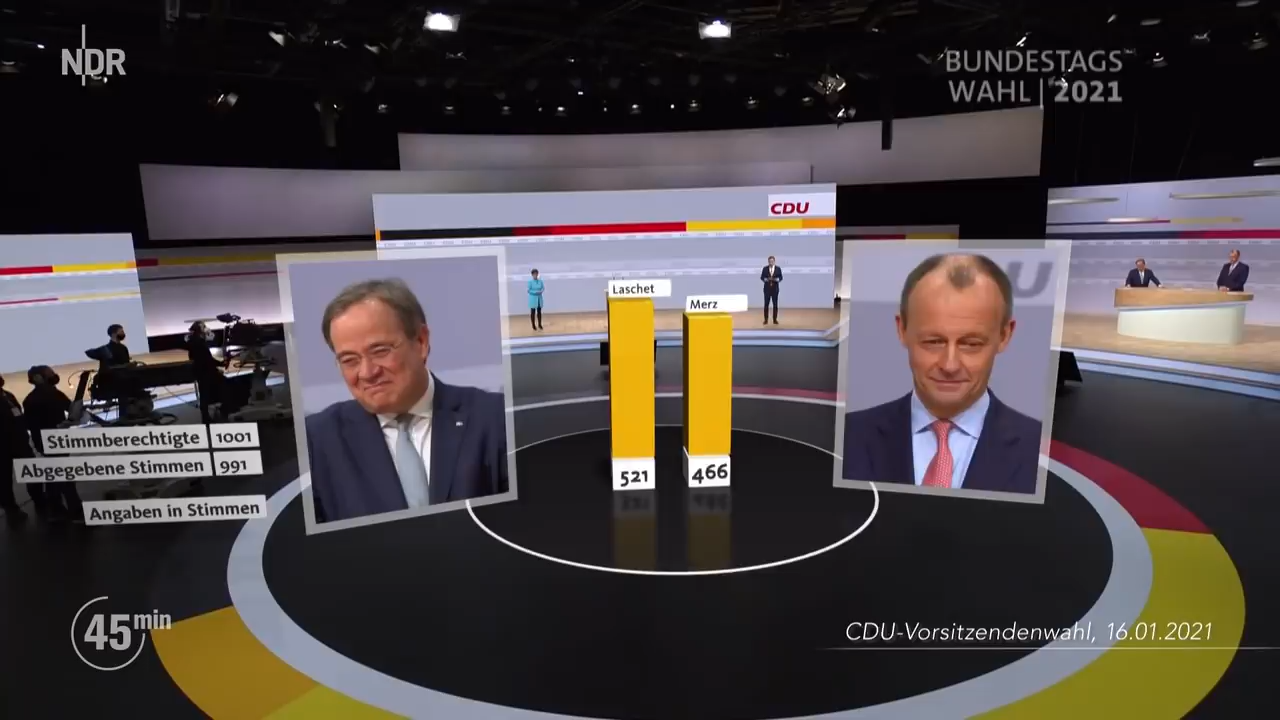 NDR
BUNDESTAGS
WAHL | 2021
CDU
Laschet
Merz
Stimmberechtigte 1001
Abgegebene Stimmen 991
Angaben in Stimmen
521
466
45 min
CDU-Vorsitzendenwahl, 16.01.2021